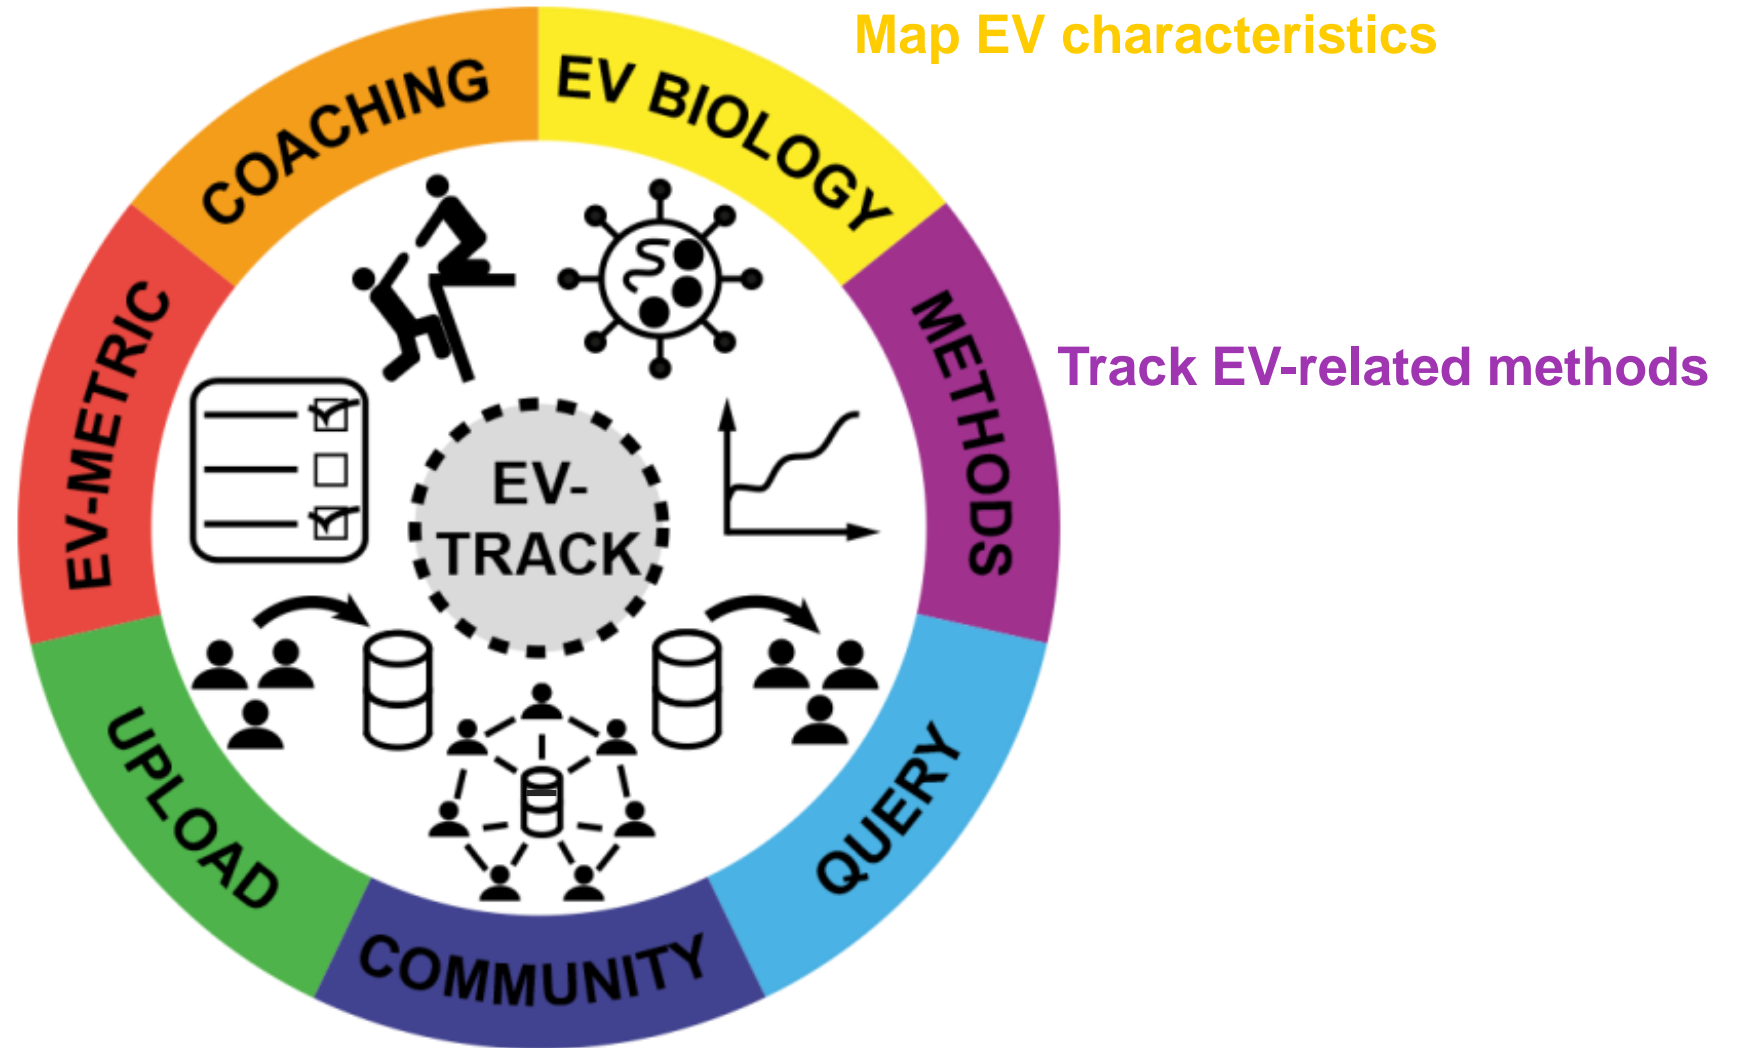 Map EV characteristics
COACHING
EV BIOLOGY
METHODS
Track EV-related methods
EV-METRIC
EV-
TRACK
UPLOAD
QUERY
COMMUNITY